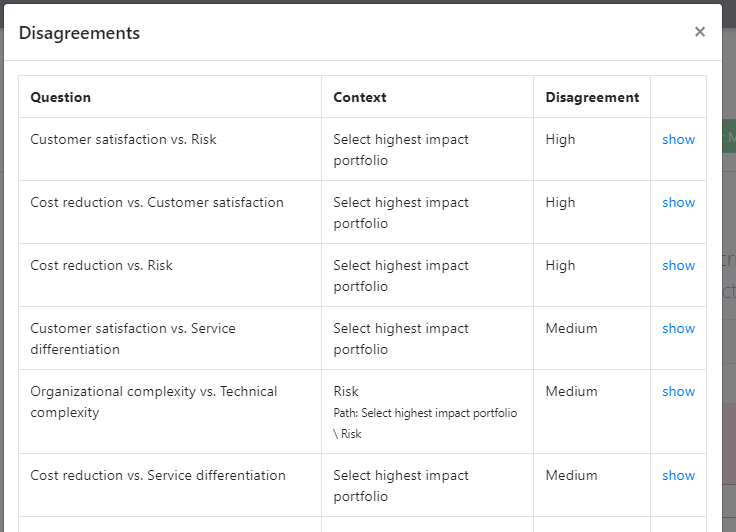 Disagreements ×
Question Context Disagreement
Customer satisfaction vs. Risk Select highest impact High show
portfolio
Cost reduction vs. Customer satisfaction Select highest impact High show
portfolio
Cost reduction vs. Risk Select highest impact High show
portfolio
Customer satisfaction vs. Service Select highest impact Medium show
differentiation portfolio
Organizational complexity vs. Technical Risk Medium show
complexity Path: Select highest impact portfolio
\ Risk
Cost reduction vs. Service differentiation Select highest impact Medium show
portfolio